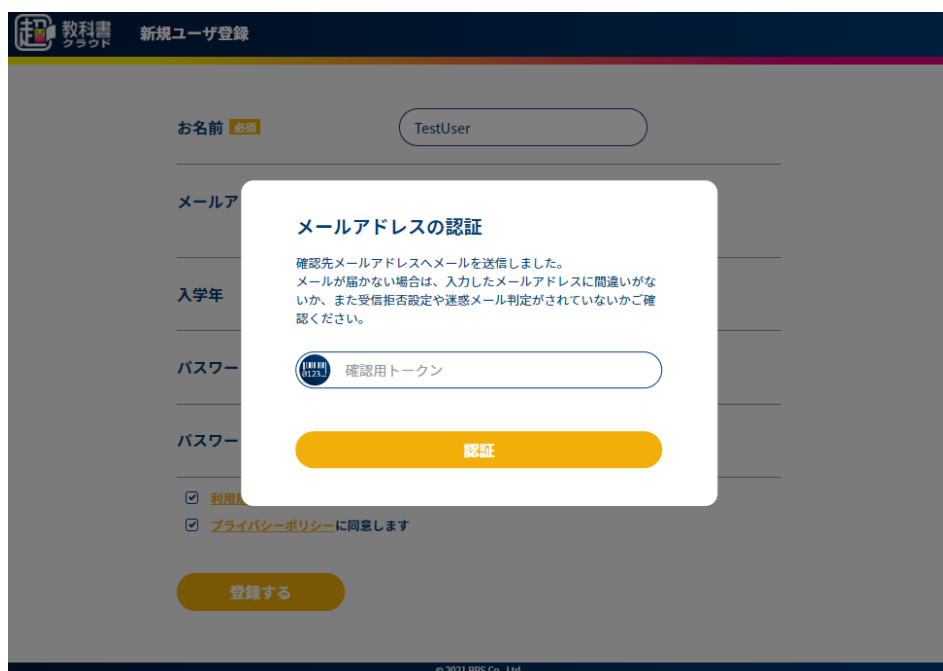 超 教科書
クラウド
新規ユーザ登録
お名前 必須
TestUser
メールア
メールアドレスの認証
確認先メールアドレスへメールを送信しました。
メールが届かない場合は、入力したメールアドレスに間違いがな
いか、また受信拒否設定や迷惑メール判定がされていないかご確
認ください。
入学年
パスワー
0123...
確認用トークン
パスワー
認証
利用
プライバシーポリシーに同意します
登録する
© 2021 BPS Co., Ltd.